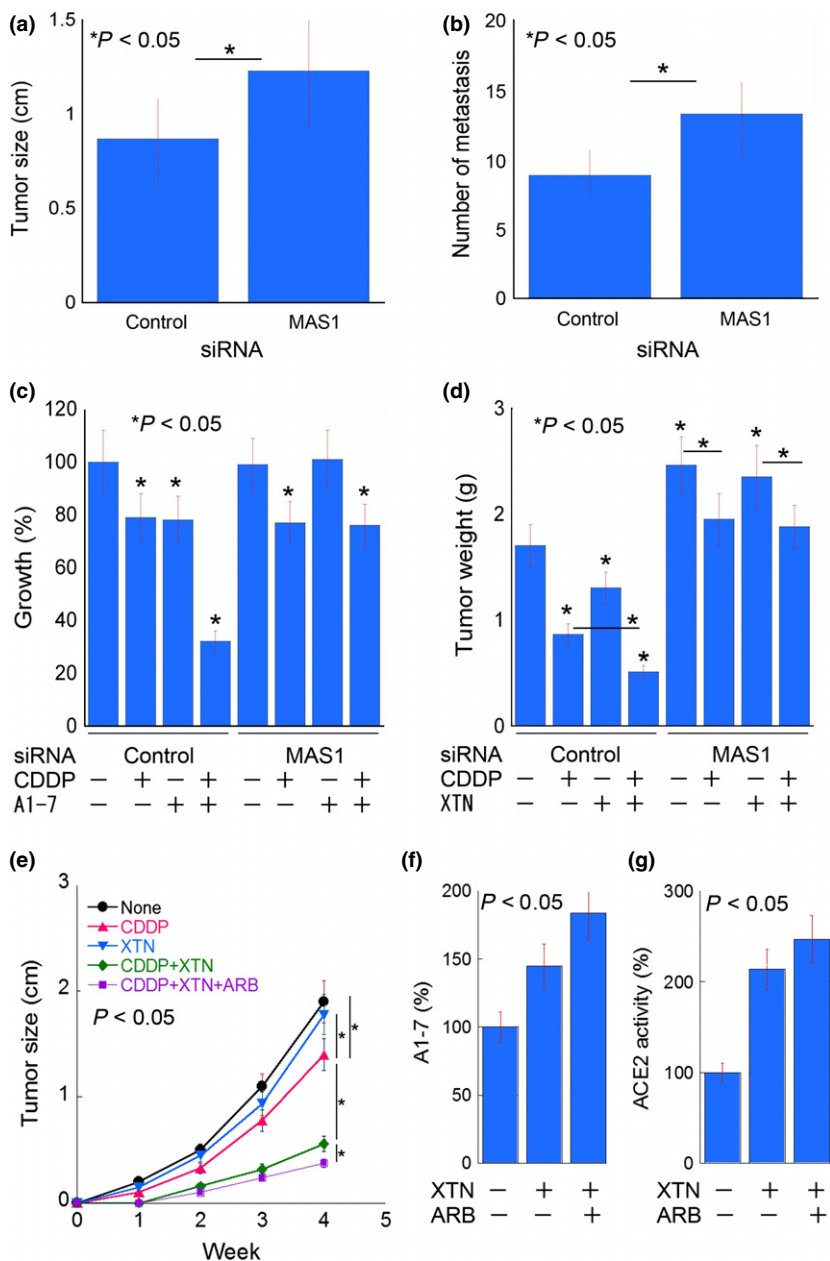 (a)
*P < 0.05
*
Tumor size (cm)
1.5
1
0.5
0
Control MAS1
siRNA
(b)
*P < 0.05
*
Number of metastasis
20
15
10
5
0
Control MAS1
siRNA
(c)
*P < 0.05
Growth (%)
120
100
80
60
40
20
0
* * * * *
siRNA Control MAS1
CDDP − + − + − + − +
A1-7 − − + + − − + +
(d)
*P < 0.05
Tumor weight (g)
3
2
1
0
* * * * * * * *
siRNA Control MAS1
CDDP − + − + − + − +
XTN − − + + − − + +
(e)
Tumor size (cm)
3
2
1
0
None
CDDP
XTN
CDDP+XTN
CDDP+XTN+ARB
P < 0.05
* * * *
0 1 2 3 4 5
Week
(f)
P < 0.05
A1-7 (%)
200
150
100
50
0
XTN − + +
ARB − − +
(g)
P < 0.05
ACE2 activity (%)
300
200
100
0
XTN − + +
ARB − − +